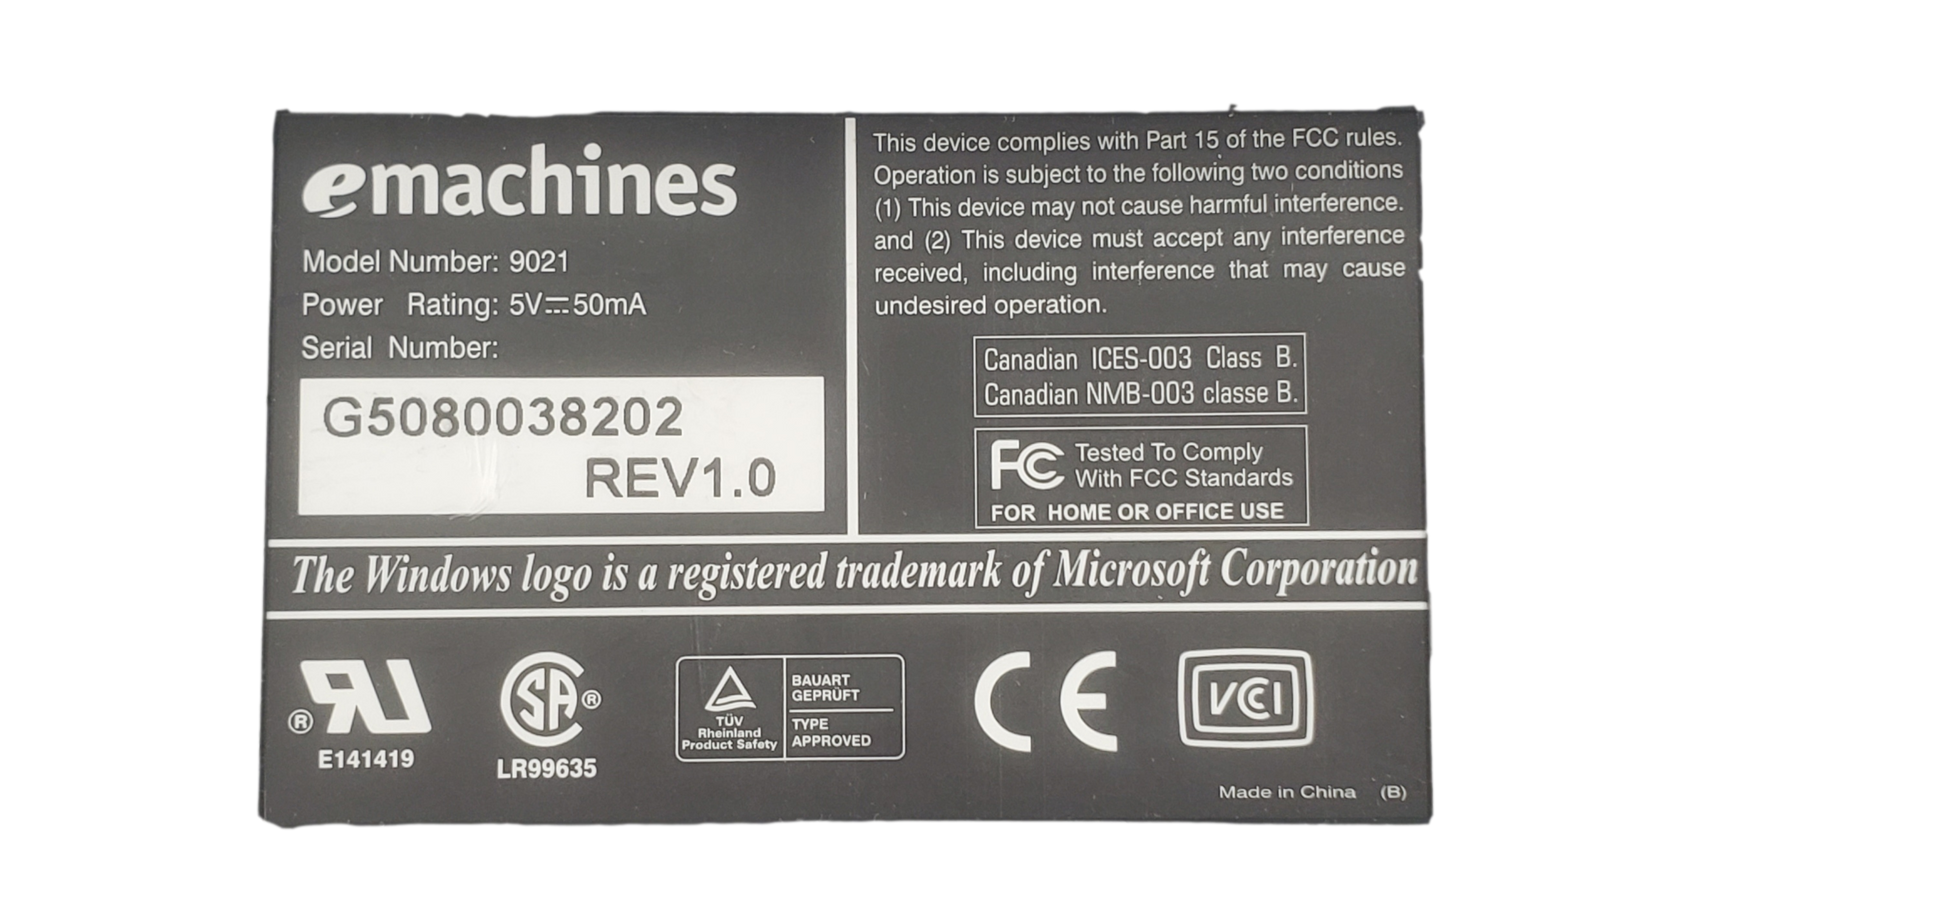 emachines
Model Number: 9021
Power Rating: 5V⎓50mA
Serial Number:
G5080038202
REV1.0
This device complies with Part 15 of the FCC rules.
Operation is subject to the following two conditions
(1) This device may not cause harmful interference.
and (2) This device must accept any interference
received, including interference that may cause
undesired operation.
Canadian ICES-003 Class B.
Canadian NMB-003 classe B.
FC Tested To Comply
With FCC Standards
FOR HOME OR OFFICE USE
The Windows logo is a registered trademark of Microsoft Corporation
® RU
E141419
SA ®
LR99635
TÜV
Rheinland
Product Safety
BAUART
GEPRÜFT
TYPE
APPROVED
CE
VCI
Made in China (B)